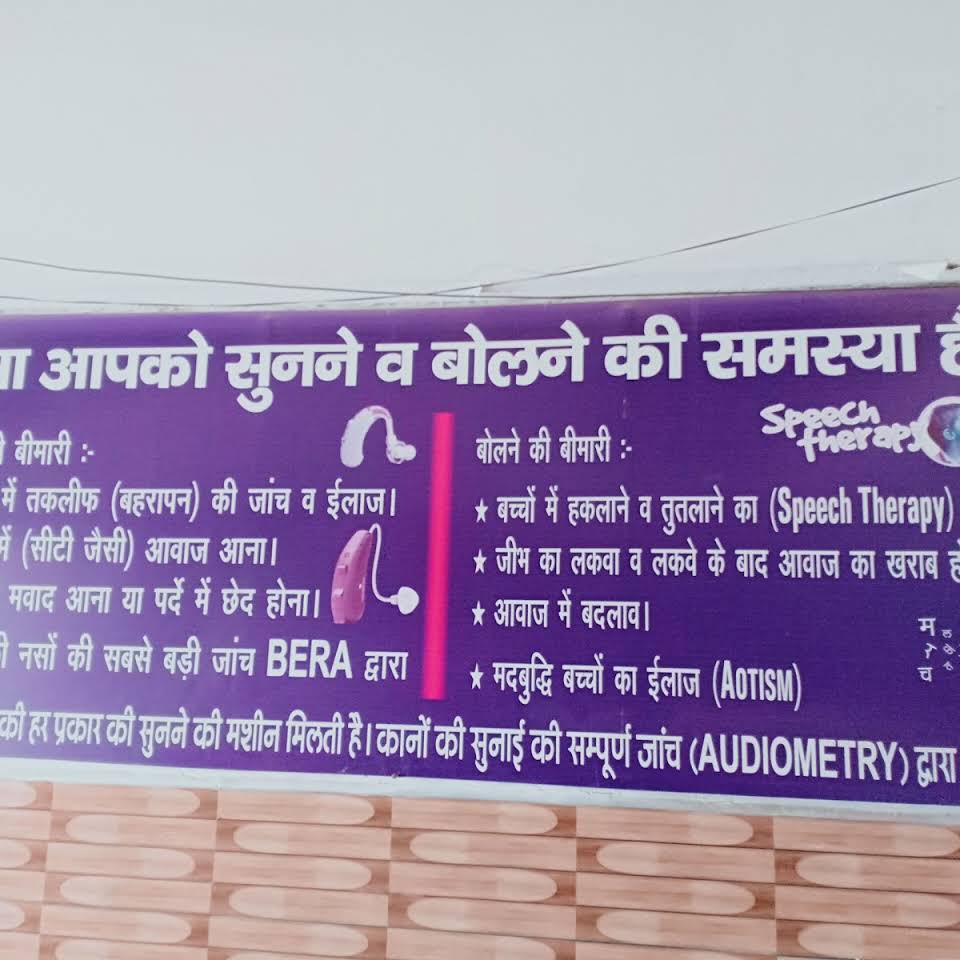 आपको सुनने व बोलने की समस्या
बीमारी :-
में तकलीफ (बहरापन) की जांच व ईलाज।
(सीटी जैसी) आवाज आना।
मवाद आना या पर्दे में छेद होना।
नसों की सबसे बड़ी जांच BERA द्वारा
Speech
therapy
बोलने की बीमारी :-
★ बच्चों में हकलाने व तुतलाने का (Speech Therapy)
★ जीभ का लकवा व लकवे के बाद आवाज का खराब
★ आवाज में बदलाव।
★ मदबुद्धि बच्चों का ईलाज (AOTISM)
की हर प्रकार की सुनने की मशीन मिलती है। कानों की सुनाई की सम्पूर्ण जांच (AUDIOMETRY) द्वारा